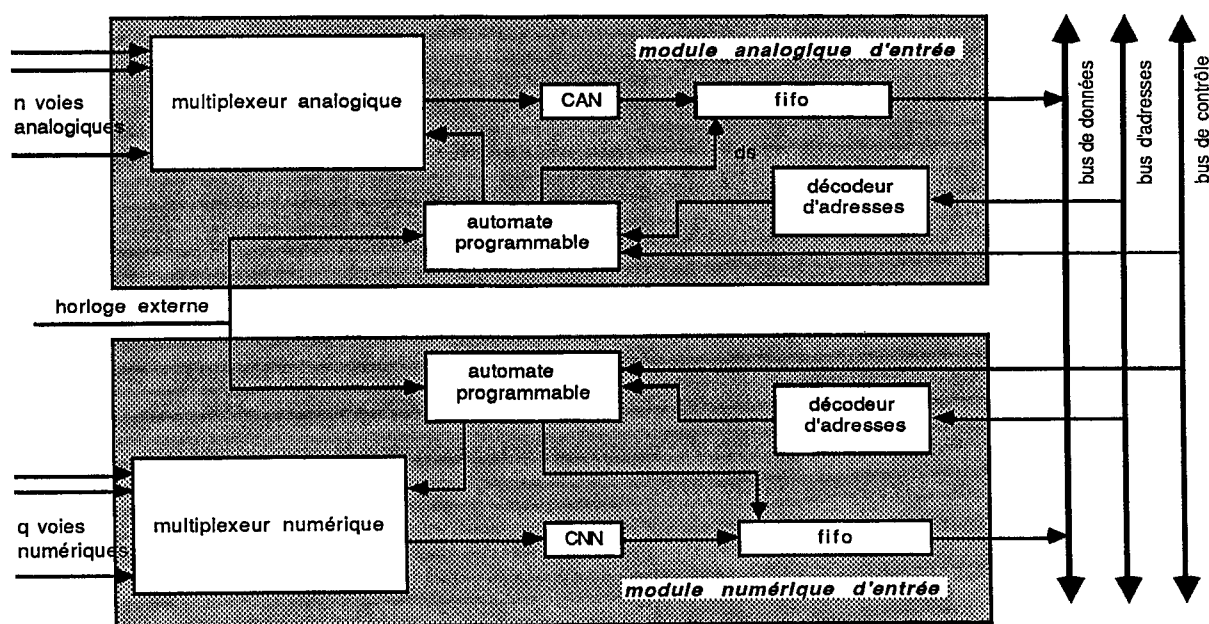 module analogique d'entrée
n voies
analogiques
multiplexeur analogique
CAN
fifo
ds
décodeur
d'adresses
automate
programmable
horloge externe
automate
programmable
décodeur
d'adresses
q voies
numériques
multiplexeur numérique
CNN
fifo
module numérique d'entrée
bus de données
bus d'adresses
bus de contrôle